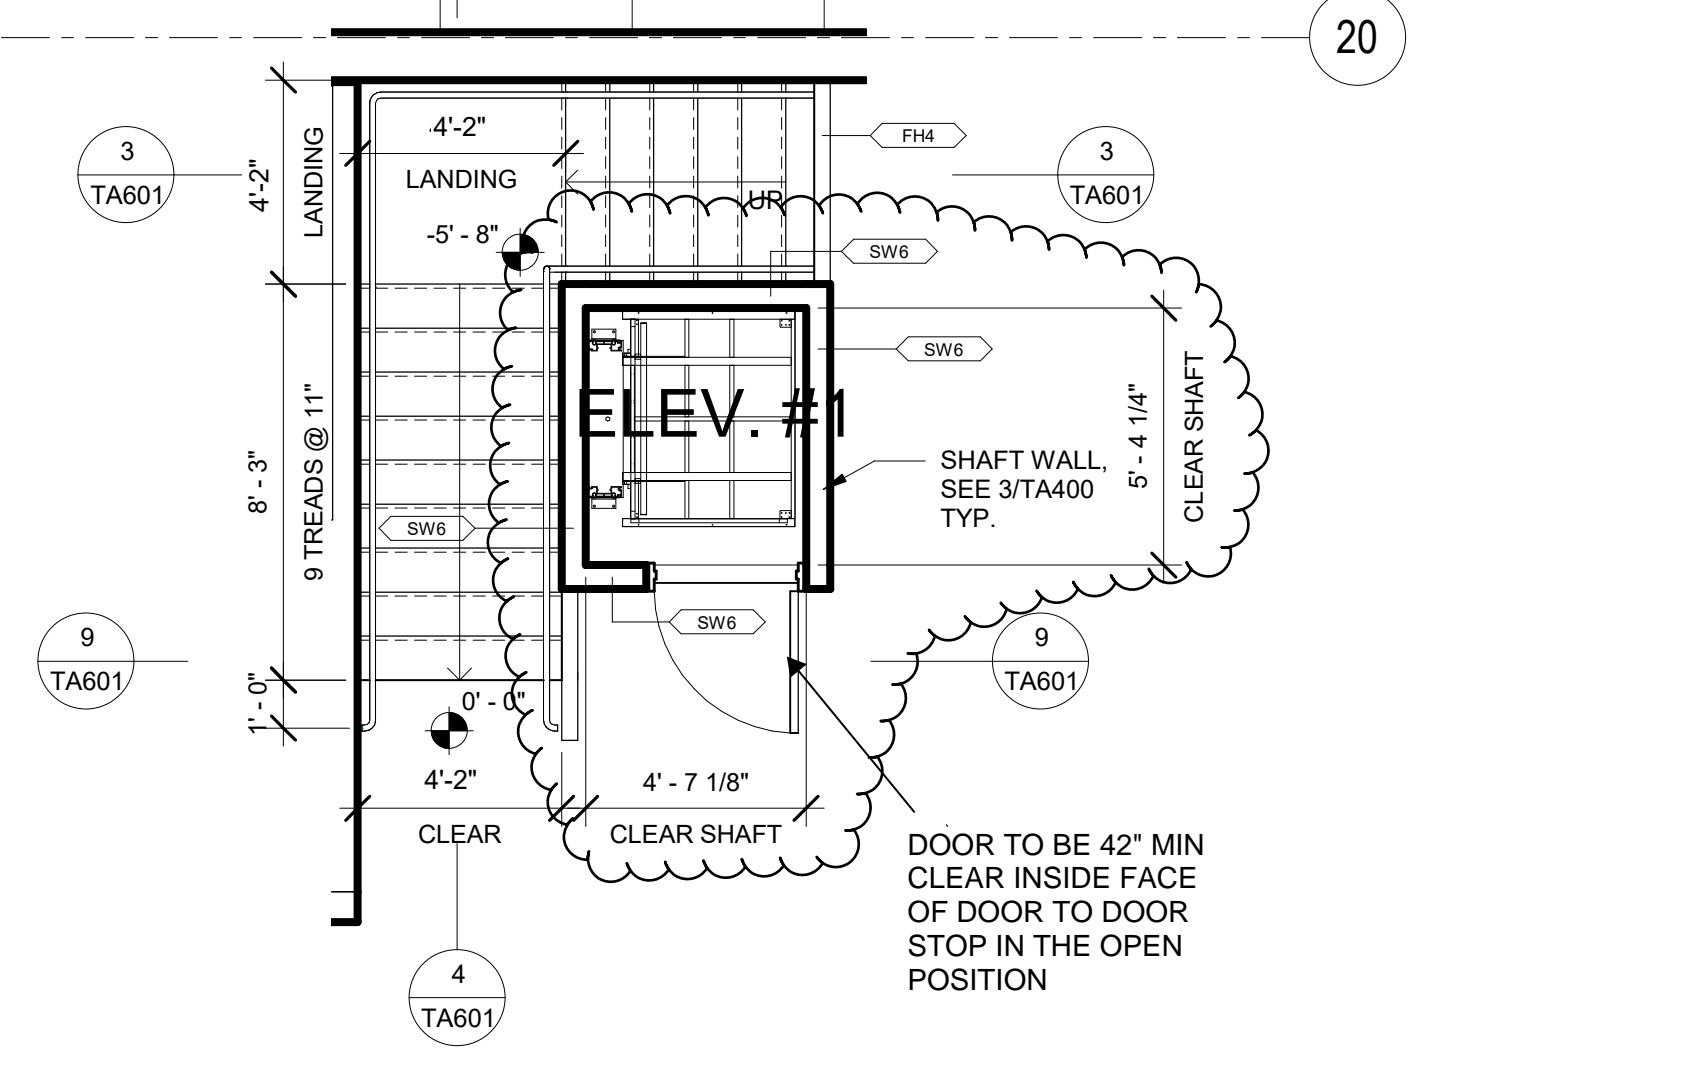 20
4'-2"
LANDING
FH4
3
TA601
3
TA601
4'-2"
LANDING
UP
-5' - 8"
SW6
SW6
ELEV. #1
5' - 4 1/4"
CLEAR SHAFT
SHAFT WALL,
SEE 3/TA400
TYP.
8' - 3"
9 TREADS @ 11"
SW6
SW6
9
TA601
9
TA601
1' - 0"
0' - 0"
4'-2"
CLEAR
4' - 7 1/8"
CLEAR SHAFT
DOOR TO BE 42" MIN
CLEAR INSIDE FACE
OF DOOR TO DOOR
STOP IN THE OPEN
POSITION
4
TA601